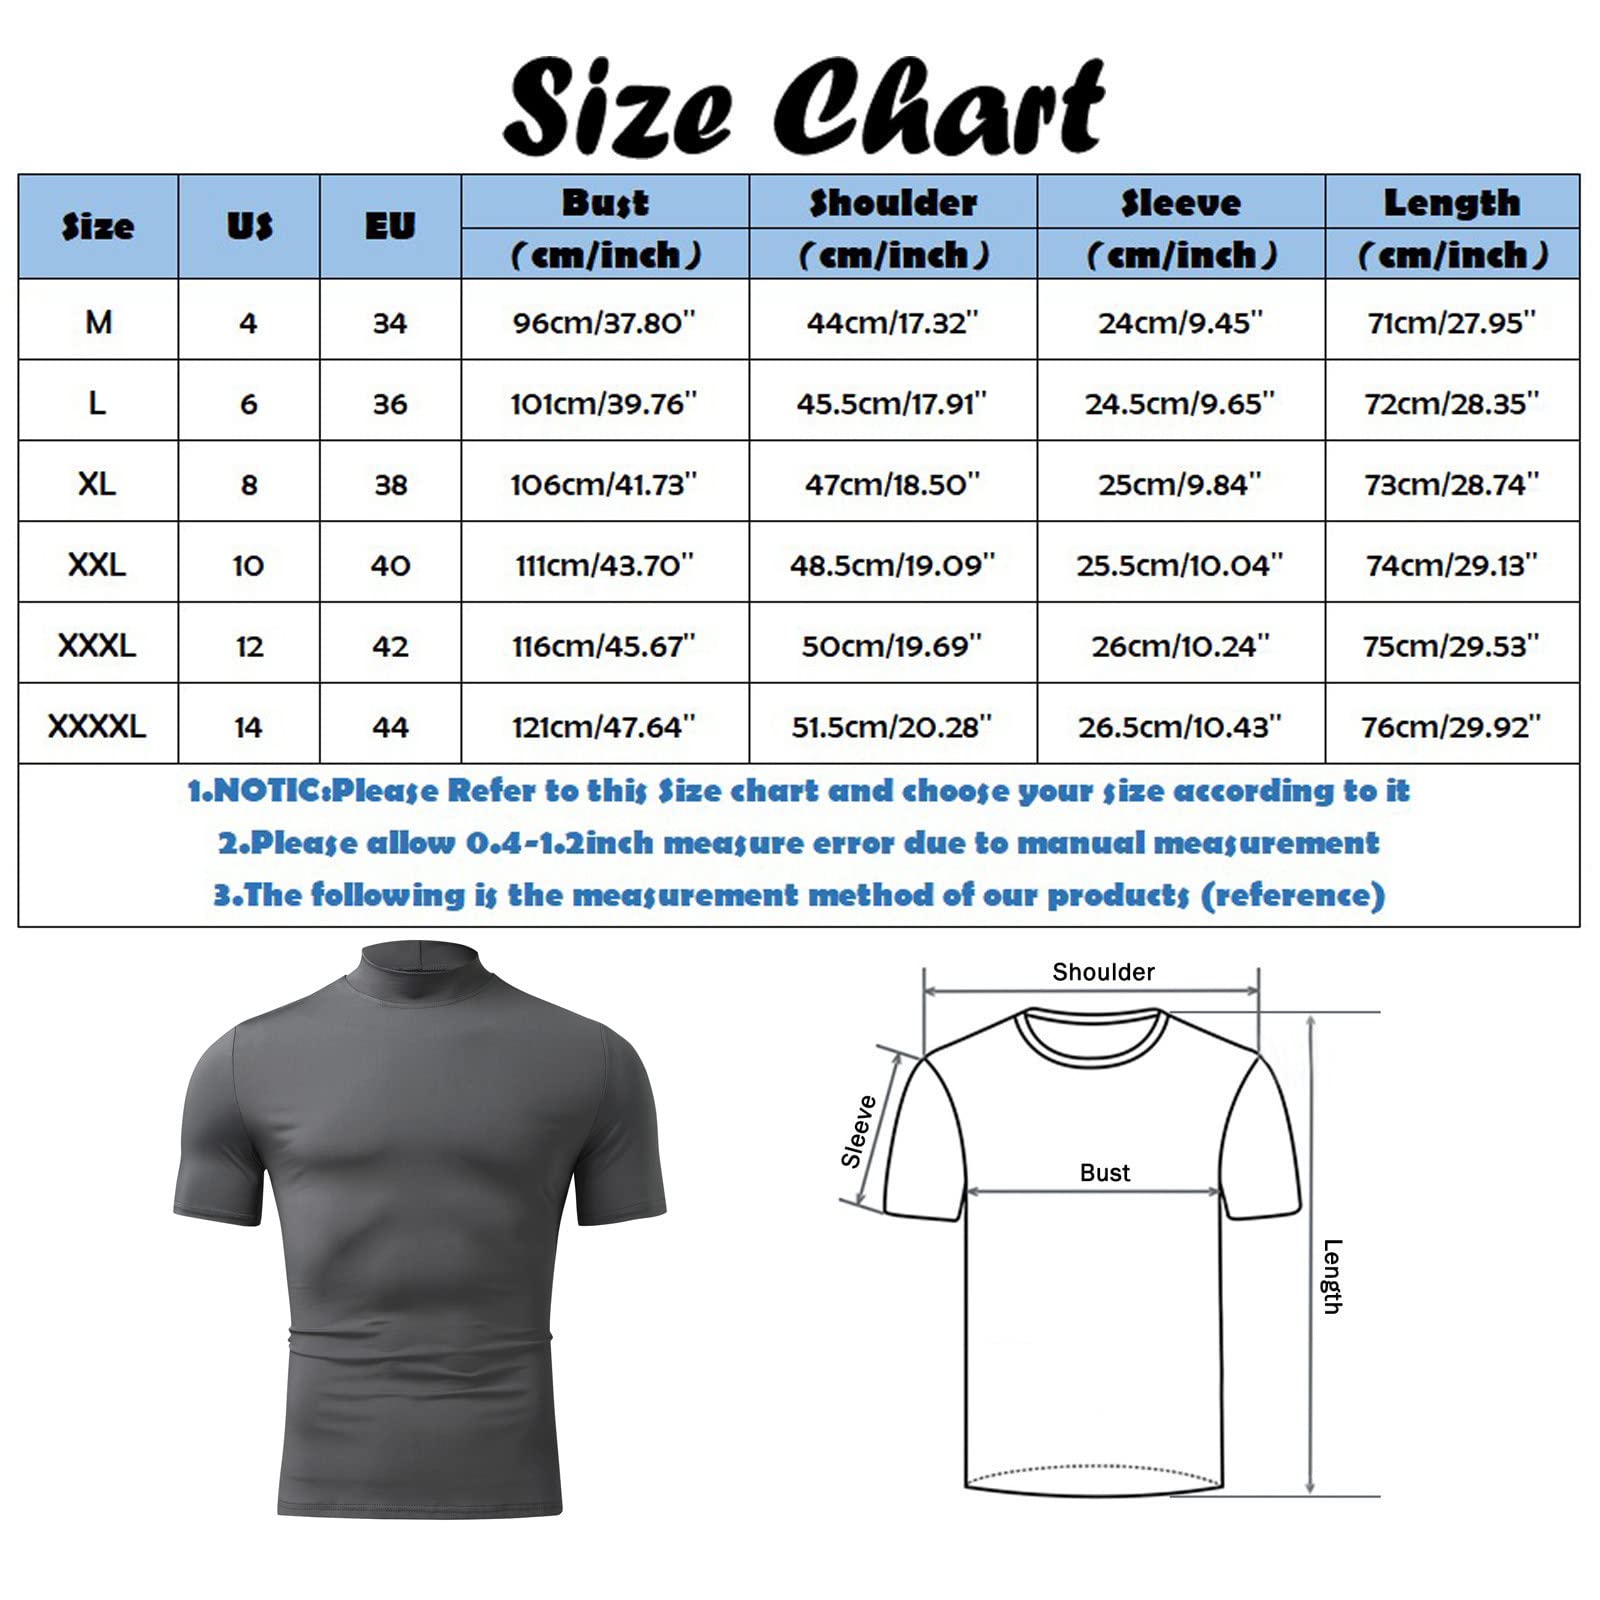 Size Chart
Size US EU Bust Shoulder Sleeve Length
(cm/inch) (cm/inch) (cm/inch) (cm/inch)
M 4 34 96cm/37.80" 44cm/17.32" 24cm/9.45" 71cm/27.95"
L 6 36 101cm/39.76" 45.5cm/17.91" 24.5cm/9.65" 72cm/28.35"
XL 8 38 106cm/41.73" 47cm/18.50" 25cm/9.84" 73cm/28.74"
XXL 10 40 111cm/43.70" 48.5cm/19.09" 25.5cm/10.04" 74cm/29.13"
XXXL 12 42 116cm/45.67" 50cm/19.69" 26cm/10.24" 75cm/29.53"
XXXXL 14 44 121cm/47.64" 51.5cm/20.28" 26.5cm/10.43" 76cm/29.92"
1.NOTIC:Please Refer to this Size chart and choose your size according to it
2.Please allow 0.4-1.2inch measure error due to manual measurement
3.The following is the measurement method of our products (reference)
Shoulder
Sleeve
Bust
Length